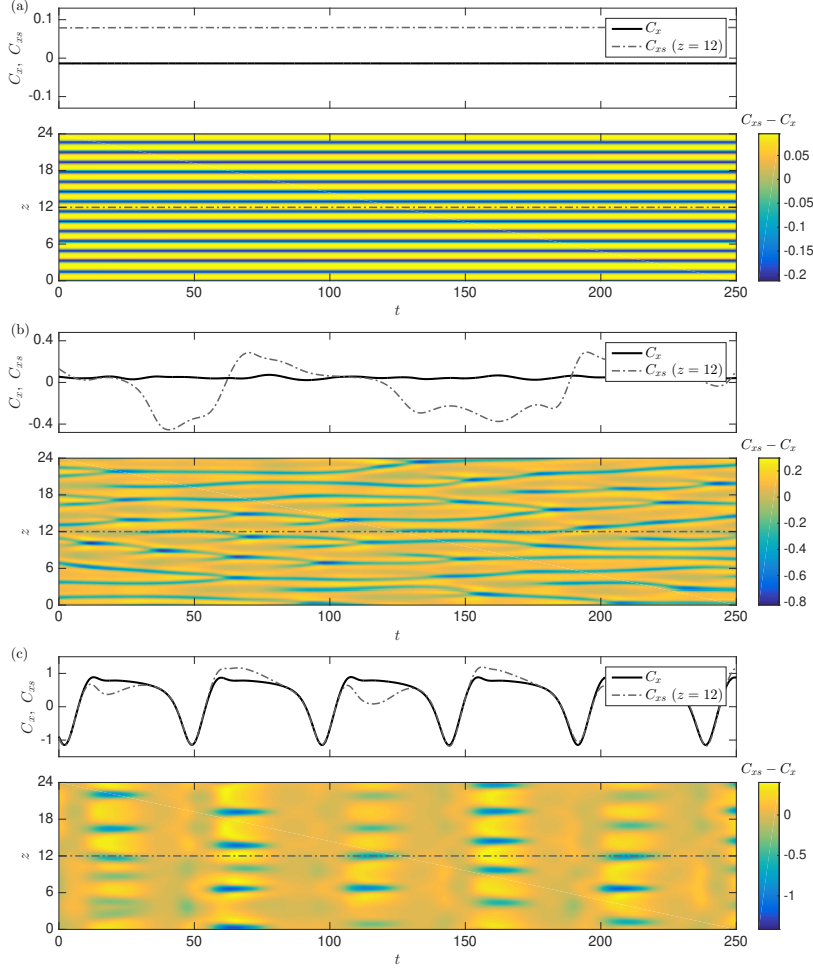 (a)
0.1
0
-0.1
C_x, C_xs
C_x
C_xs (z = 12)
24
18
12
6
0
z
0 50 100 150 200 250
t
C_xs − C_x
0.05
0
-0.05
-0.1
-0.15
-0.2
(b)
0.4
0
-0.4
C_x, C_xs
C_x
C_xs (z = 12)
24
18
12
6
0
z
0 50 100 150 200 250
t
C_xs − C_x
0.2
0
-0.2
-0.4
-0.6
-0.8
(c)
1
0
-1
C_x, C_xs
C_x
C_xs (z = 12)
24
18
12
6
0
z
0 50 100 150 200 250
t
C_xs − C_x
0
-0.5
-1